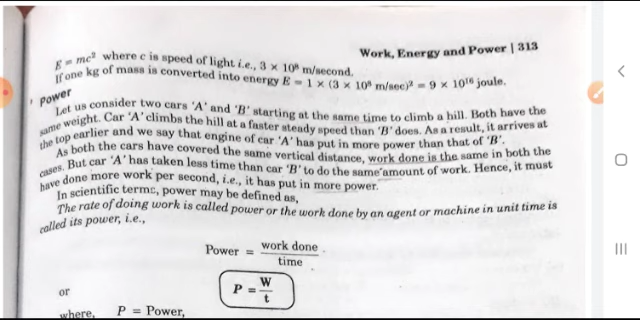 Work, Energy and Power | 313
E = mc² where c is speed of light i.e., 3 × 10⁸ m/second.
If one kg of mass is converted into energy E = 1 × (3 × 10⁸ m/sec)² = 9 × 10¹⁶ joule.
Power
Let us consider two cars 'A' and 'B' starting at the same time to climb a hill. Both have the
same weight. Car 'A' climbs the hill at a faster steady speed than 'B' does. As a result, it arrives at
the top earlier and we say that engine of car 'A' has put in more power than that of 'B'.
As both the cars have covered the same vertical distance, work done is the same in both the
cases. But car 'A' has taken less time than car 'B' to do the same amount of work. Hence, it must
have done more work per second, i.e., it has put in more power.
In scientific terms, power may be defined as,
The rate of doing work is called power or the work done by an agent or machine in unit time is
called its power, i.e.,
Power = work done / time
or
P = W / t
where, P = Power,